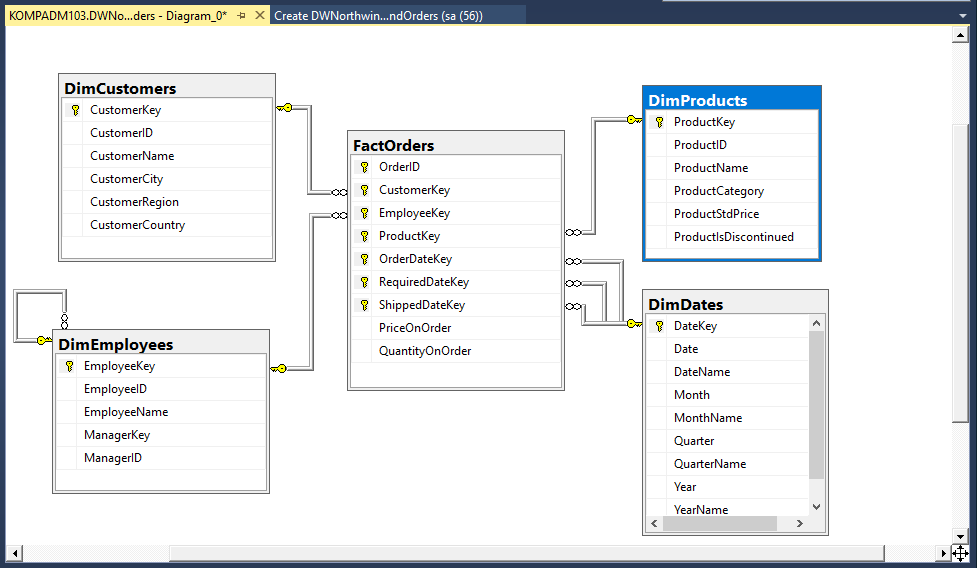 KOMPADM103.DWNo...ders - Diagram_0*
Create DWNorthwin...ndOrders (sa (56))
DimCustomers
CustomerKey
CustomerID
CustomerName
CustomerCity
CustomerRegion
CustomerCountry
FactOrders
OrderID
CustomerKey
EmployeeKey
ProductKey
OrderDateKey
RequiredDateKey
ShippedDateKey
PriceOnOrder
QuantityOnOrder
DimProducts
ProductKey
ProductID
ProductName
ProductCategory
ProductStdPrice
ProductIsDiscontinued
DimEmployees
EmployeeKey
EmployeeID
EmployeeName
ManagerKey
ManagerID
DimDates
DateKey
Date
DateName
Month
MonthName
Quarter
QuarterName
Year
YearName